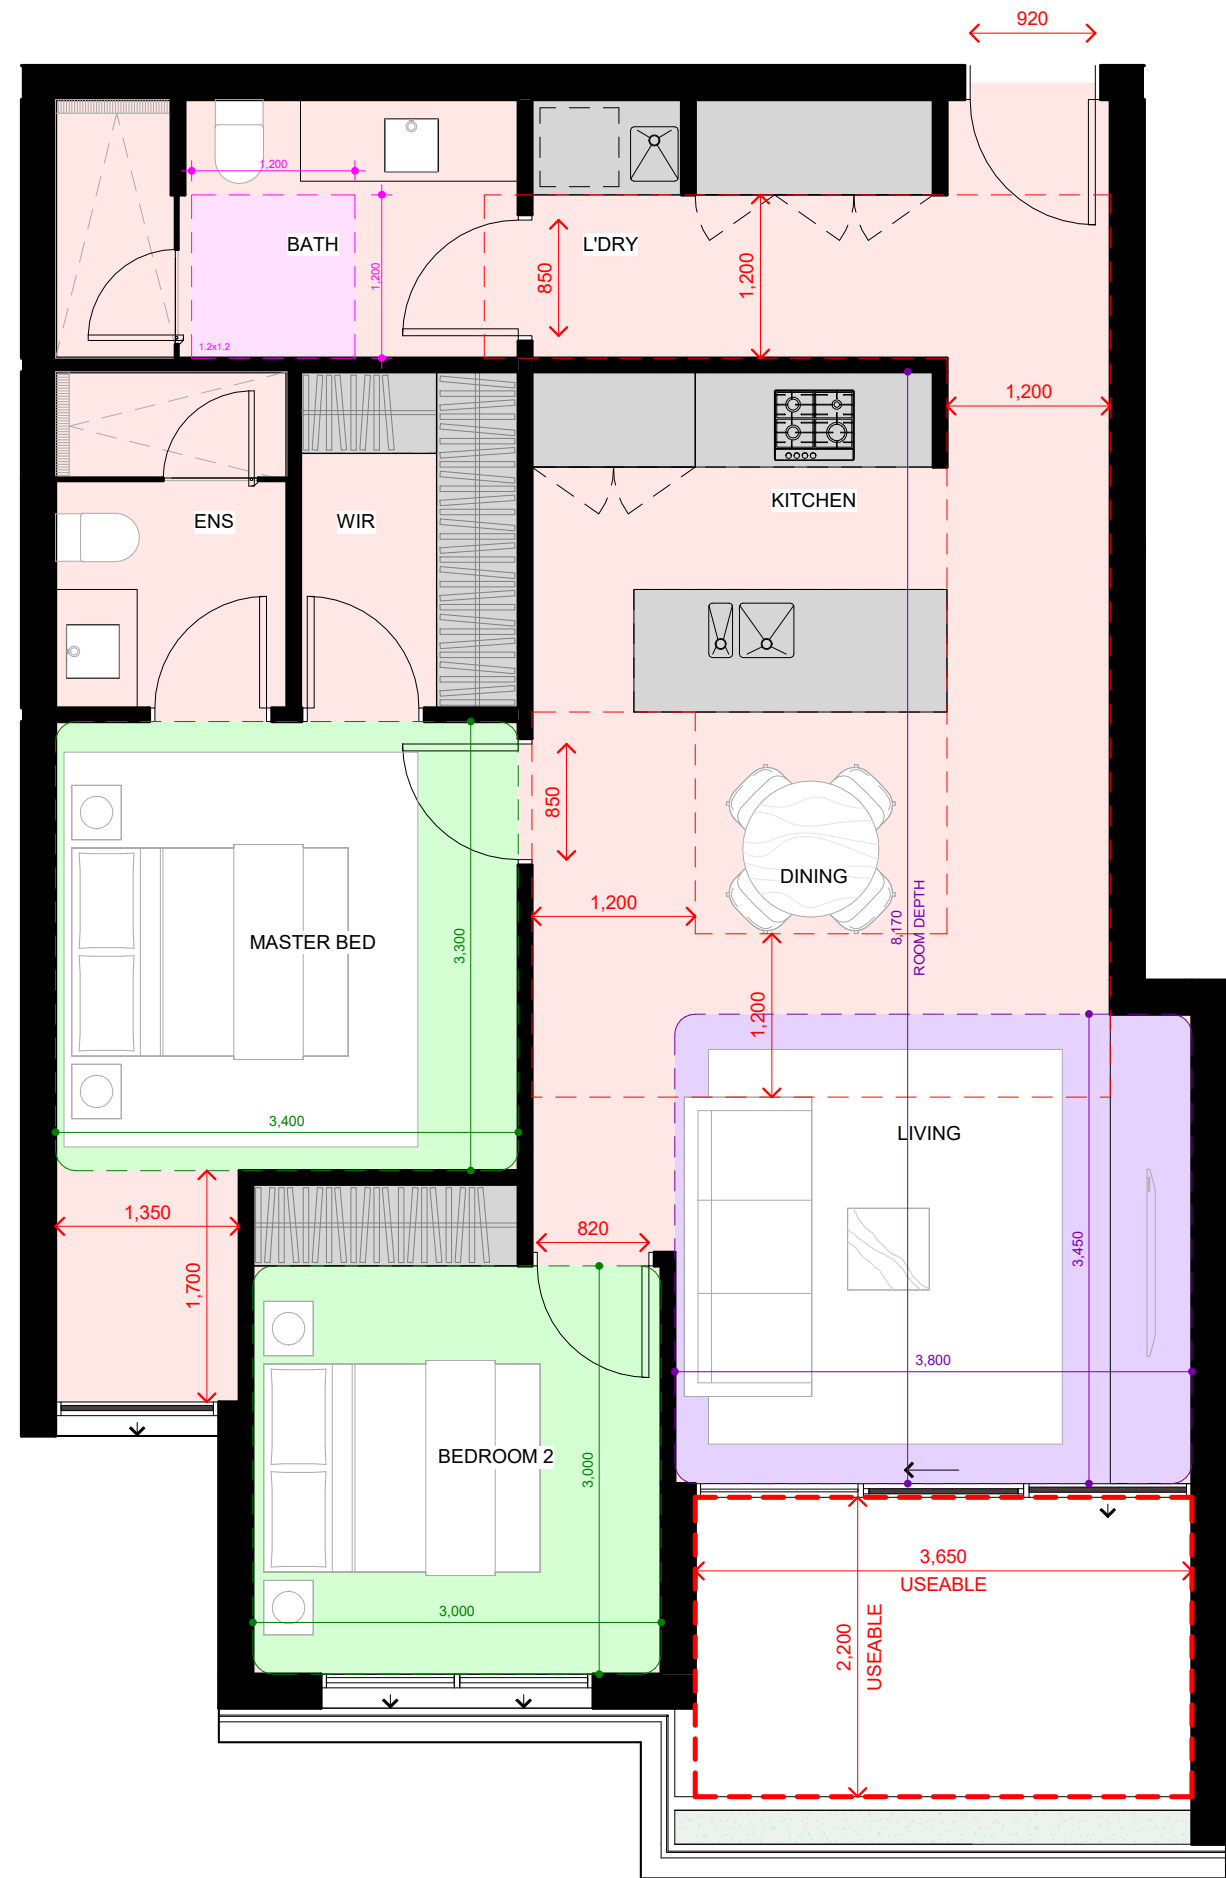 920
1,200
BATH
1,200
1.2x1.2
850
L'DRY
1,200
1,200
KITCHEN
ENS
WIR
850
DINING
1,200
8,170
ROOM DEPTH
MASTER BED
3,300
1,200
3,400
LIVING
1,350
1,700
820
3,450
3,800
BEDROOM 2
3,000
3,000
3,650
USEABLE
2,200
USEABLE